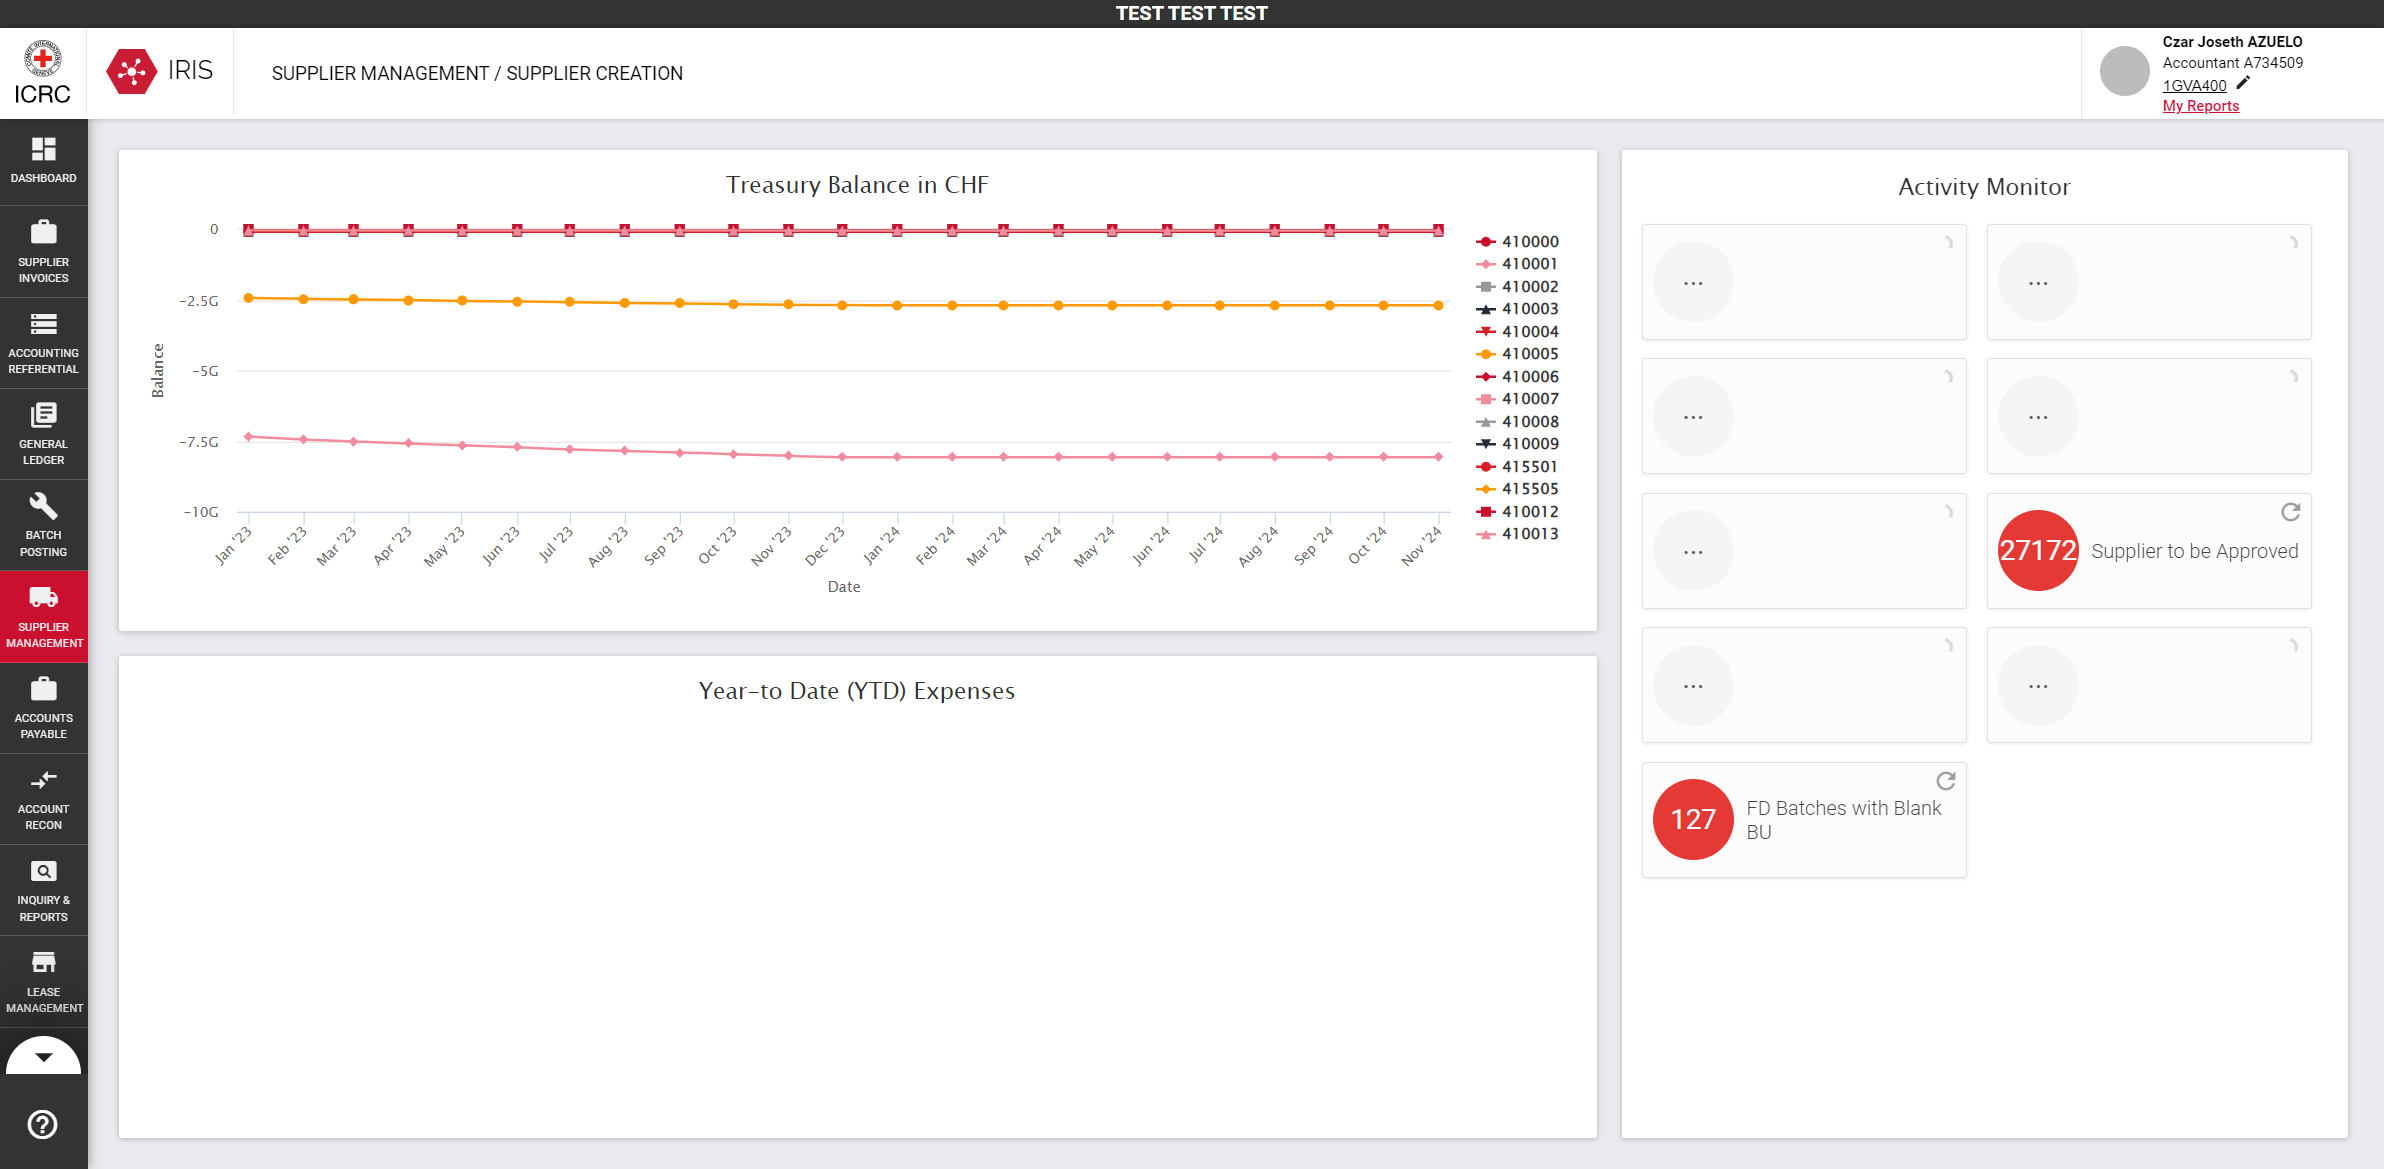 TEST TEST TEST
ICRC
IRIS
SUPPLIER MANAGEMENT / SUPPLIER CREATION
Czar Joseth AZUELO
Accountant A734509
1GVA400
My Reports
DASHBOARD
SUPPLIER
INVOICES
ACCOUNTING
REFERENTIAL
GENERAL
LEDGER
BATCH
POSTING
SUPPLIER
MANAGEMENT
ACCOUNTS
PAYABLE
ACCOUNT
RECON
INQUIRY &
REPORTS
LEASE
MANAGEMENT
Treasury Balance in CHF
Balance
0
−2.5G
−5G
−7.5G
−10G
Jan '23
Feb '23
Mar '23
Apr '23
May '23
Jun '23
Jul '23
Aug '23
Sep '23
Oct '23
Nov '23
Dec '23
Jan '24
Feb '24
Mar '24
Apr '24
May '24
Jun '24
Jul '24
Aug '24
Sep '24
Oct '24
Nov '24
Date
410000
410001
410002
410003
410004
410005
410006
410007
410008
410009
415501
415505
410012
410013
Year-to Date (YTD) Expenses
Activity Monitor
...
...
...
...
...
27172 Supplier to be Approved
...
...
127 FD Batches with Blank
BU